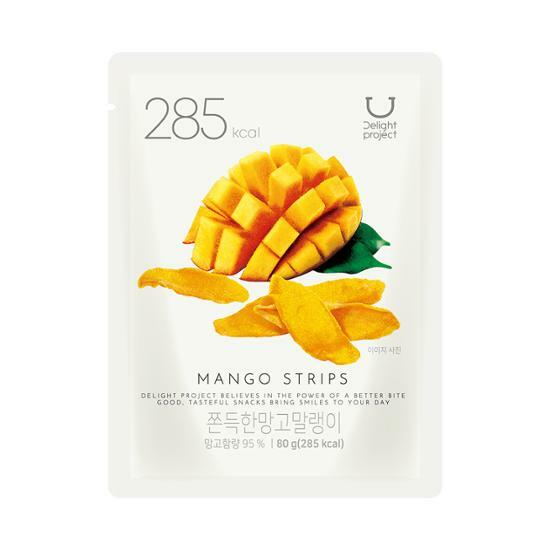 285 kcal
Delight
project
이미지 사진
MANGO STRIPS
DELIGHT PROJECT BELIEVES IN THE POWER OF A BETTER BITE
GOOD, TASTEFUL SNACKS BRING SMILES TO YOUR DAY
쫀득한망고말랭이
망고함량 95 % | 80 g(285 kcal)